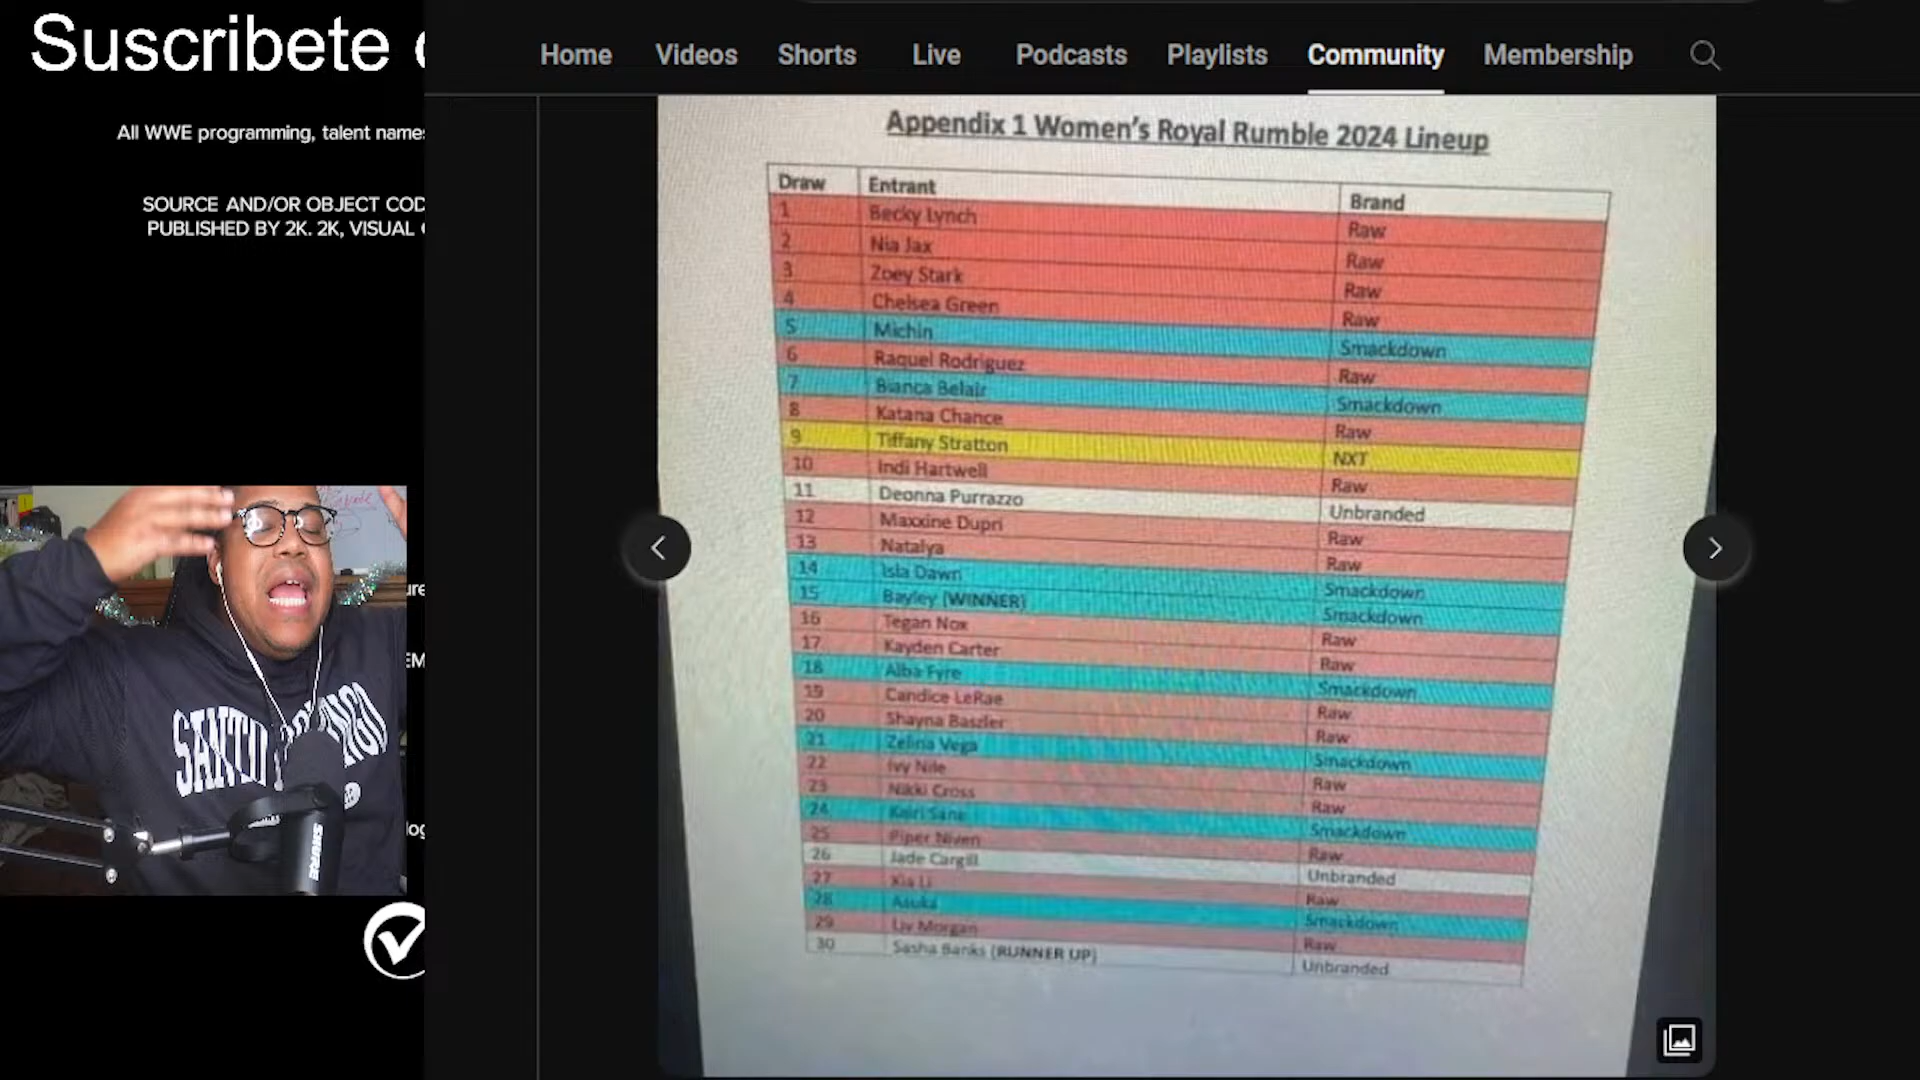 Suscribete
All WWE programming, talent names
SOURCE AND/OR OBJECT COD
PUBLISHED BY 2K. 2K, VISUAL
Home Videos Shorts Live Podcasts Playlists Community Membership
Appendix 1 Women's Royal Rumble 2024 Lineup
Draw Entrant Brand
1 Becky Lynch Raw
2 Nia Jax Raw
3 Zoey Stark Raw
4 Chelsea Green Raw
5 Michin Smackdown
6 Raquel Rodriguez Raw
7 Bianca Belair Smackdown
8 Katana Chance Raw
9 Tiffany Stratton NXT
10 Indi Hartwell Raw
11 Deonna Purrazzo Unbranded
12 Maxxine Dupri Raw
13 Natalya Raw
14 Isla Dawn Smackdown
15 Bayley (WINNER) Smackdown
16 Tegan Nox Raw
17 Kayden Carter Raw
18 Alba Fyre Smackdown
19 Candice LeRae Raw
20 Shayna Baszler Raw
21 Zelina Vega Smackdown
22 Ivy Nile Raw
23 Nikki Cross Raw
24 Kairi Sane Smackdown
25 Piper Niven Raw
26 Jade Cargill Unbranded
27 Xia Li Raw
28 Asuka Smackdown
29 Liv Morgan Raw
30 Sasha Banks (RUNNER UP) Unbranded
SHURE